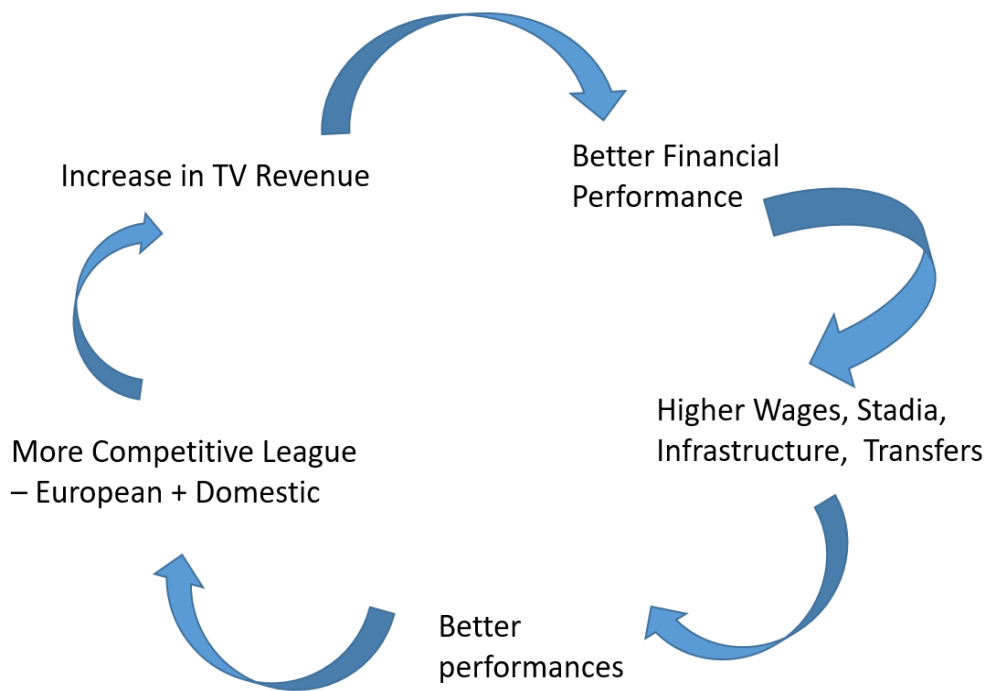 Increase in TV Revenue
Better Financial
Performance
Higher Wages, Stadia,
Infrastructure,  Transfers
Better
performances
More Competitive League
– European + Domestic